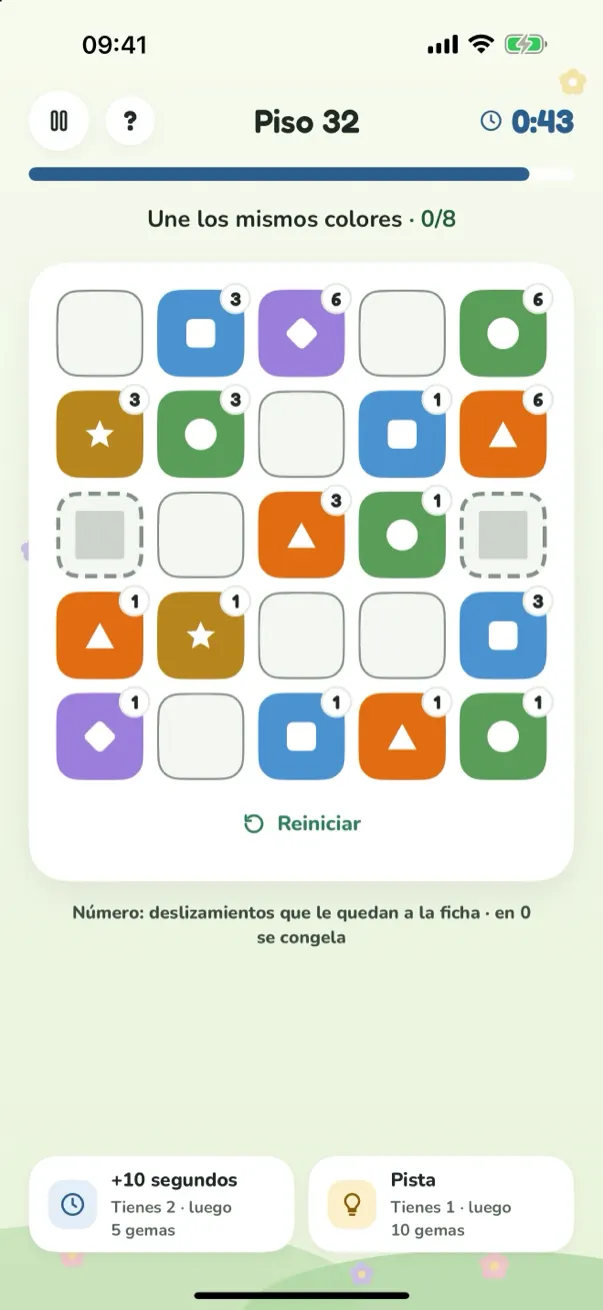 09:41
?
Piso 32
0:43
Une los mismos colores · 0/8
3 6 6
3 3 1 6
3 1
1 1 3
1 1 1 1
Reiniciar
Número: deslizamientos que le quedan a la ficha · en 0
se congela
+10 segundos
Tienes 2 · luego
5 gemas
Pista
Tienes 1 · luego
10 gemas